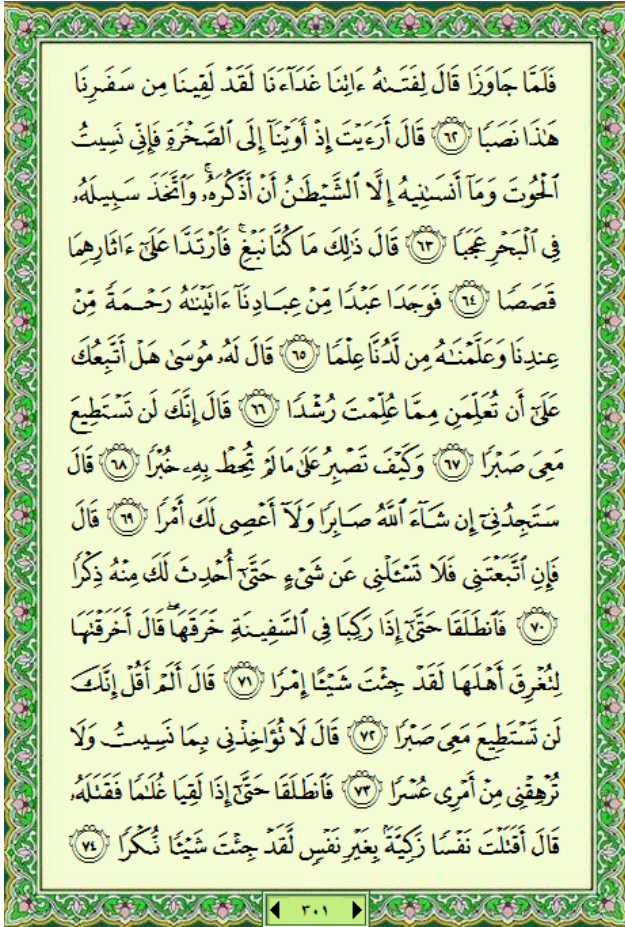 فَلَمَّا جَاوَزَا قَالَ لِفَتَىٰهُ ءَاتِنَا غَدَآءَنَا لَقَدْ لَقِينَا مِن سَفَرِنَا
هَٰذَا نَصَبًا ﴿٦٢﴾ قَالَ أَرَءَيْتَ إِذْ أَوَيْنَآ إِلَى ٱلصَّخْرَةِ فَإِنِّي نَسِيتُ
ٱلْحُوتَ وَمَآ أَنسَىٰنِيهُ إِلَّا ٱلشَّيْطَٰنُ أَنْ أَذْكُرَهُۥۚ وَٱتَّخَذَ سَبِيلَهُۥ
فِي ٱلْبَحْرِ عَجَبًا ﴿٦٣﴾ قَالَ ذَٰلِكَ مَا كُنَّا نَبْغِۚ فَٱرْتَدَّا عَلَىٰٓ ءَاثَارِهِمَا
قَصَصًا ﴿٦٤﴾ فَوَجَدَا عَبْدًا مِّنْ عِبَادِنَآ ءَاتَيْنَٰهُ رَحْمَةً مِّنْ
عِندِنَا وَعَلَّمْنَٰهُ مِن لَّدُنَّا عِلْمًا ﴿٦٥﴾ قَالَ لَهُۥ مُوسَىٰ هَلْ أَتَّبِعُكَ
عَلَىٰٓ أَن تُعَلِّمَنِ مِمَّا عُلِّمْتَ رُشْدًا ﴿٦٦﴾ قَالَ إِنَّكَ لَن تَسْتَطِيعَ
مَعِيَ صَبْرًا ﴿٦٧﴾ وَكَيْفَ تَصْبِرُ عَلَىٰ مَا لَمْ تُحِطْ بِهِۦ خُبْرًا ﴿٦٨﴾ قَالَ
سَتَجِدُنِيٓ إِن شَآءَ ٱللَّهُ صَابِرًا وَلَآ أَعْصِي لَكَ أَمْرًا ﴿٦٩﴾ قَالَ
فَإِنِ ٱتَّبَعْتَنِي فَلَا تَسْـَٔلْنِي عَن شَيْءٍ حَتَّىٰٓ أُحْدِثَ لَكَ مِنْهُ ذِكْرًا
﴿٧٠﴾ فَٱنطَلَقَا حَتَّىٰٓ إِذَا رَكِبَا فِي ٱلسَّفِينَةِ خَرَقَهَاۖ قَالَ أَخَرَقْتَهَا
لِتُغْرِقَ أَهْلَهَا لَقَدْ جِئْتَ شَيْـًٔا إِمْرًا ﴿٧١﴾ قَالَ أَلَمْ أَقُلْ إِنَّكَ
لَن تَسْتَطِيعَ مَعِيَ صَبْرًا ﴿٧٢﴾ قَالَ لَا تُؤَاخِذْنِي بِمَا نَسِيتُ وَلَا
تُرْهِقْنِي مِنْ أَمْرِي عُسْرًا ﴿٧٣﴾ فَٱنطَلَقَا حَتَّىٰٓ إِذَا لَقِيَا غُلَٰمًا فَقَتَلَهُۥ
قَالَ أَقَتَلْتَ نَفْسًا زَكِيَّةًۢ بِغَيْرِ نَفْسٍ لَّقَدْ جِئْتَ شَيْـًٔا نُّكْرًا ﴿٧٤﴾
٣٠١